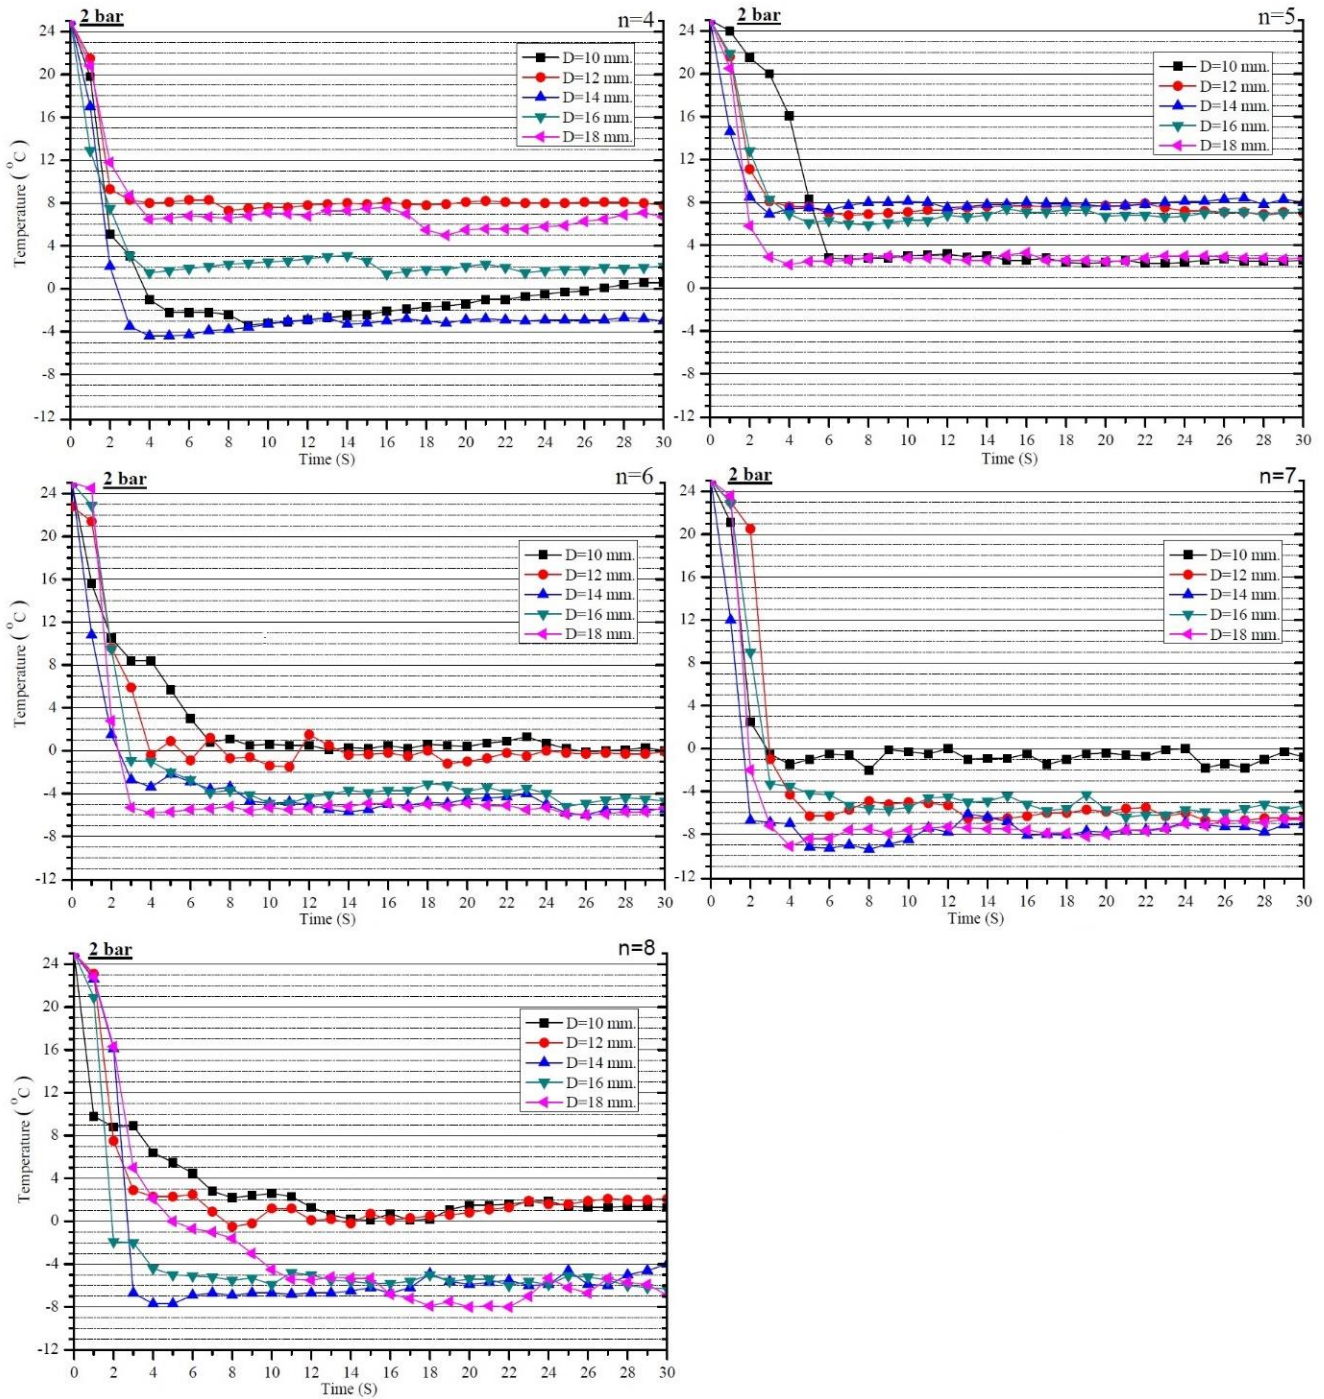 2 bar
n=4
24
20
16
12
8
4
0
-4
-8
-12
Temperature ( °C )
D=10 mm.
D=12 mm.
D=14 mm.
D=16 mm.
D=18 mm.
0 2 4 6 8 10 12 14 16 18 20 22 24 26 28 30
Time (S)
2 bar
n=5
24
20
16
12
8
4
0
-4
-8
-12
D=10 mm.
D=12 mm.
D=14 mm.
D=16 mm.
D=18 mm.
0 2 4 6 8 10 12 14 16 18 20 22 24 26 28 30
Time (S)
2 bar
n=6
24
20
16
12
8
4
0
-4
-8
-12
Temperature ( °C )
D=10 mm.
D=12 mm.
D=14 mm.
D=16 mm.
D=18 mm.
0 2 4 6 8 10 12 14 16 18 20 22 24 26 28 30
Time (S)
2 bar
n=7
24
20
16
12
8
4
0
-4
-8
-12
D=10 mm.
D=12 mm.
D=14 mm.
D=16 mm.
D=18 mm.
0 2 4 6 8 10 12 14 16 18 20 22 24 26 28 30
Time (S)
2 bar
n=8
24
20
16
12
8
4
0
-4
-8
-12
Temperature ( °C )
D=10 mm.
D=12 mm.
D=14 mm.
D=16 mm.
D=18 mm.
0 2 4 6 8 10 12 14 16 18 20 22 24 26 28 30
Time (S)